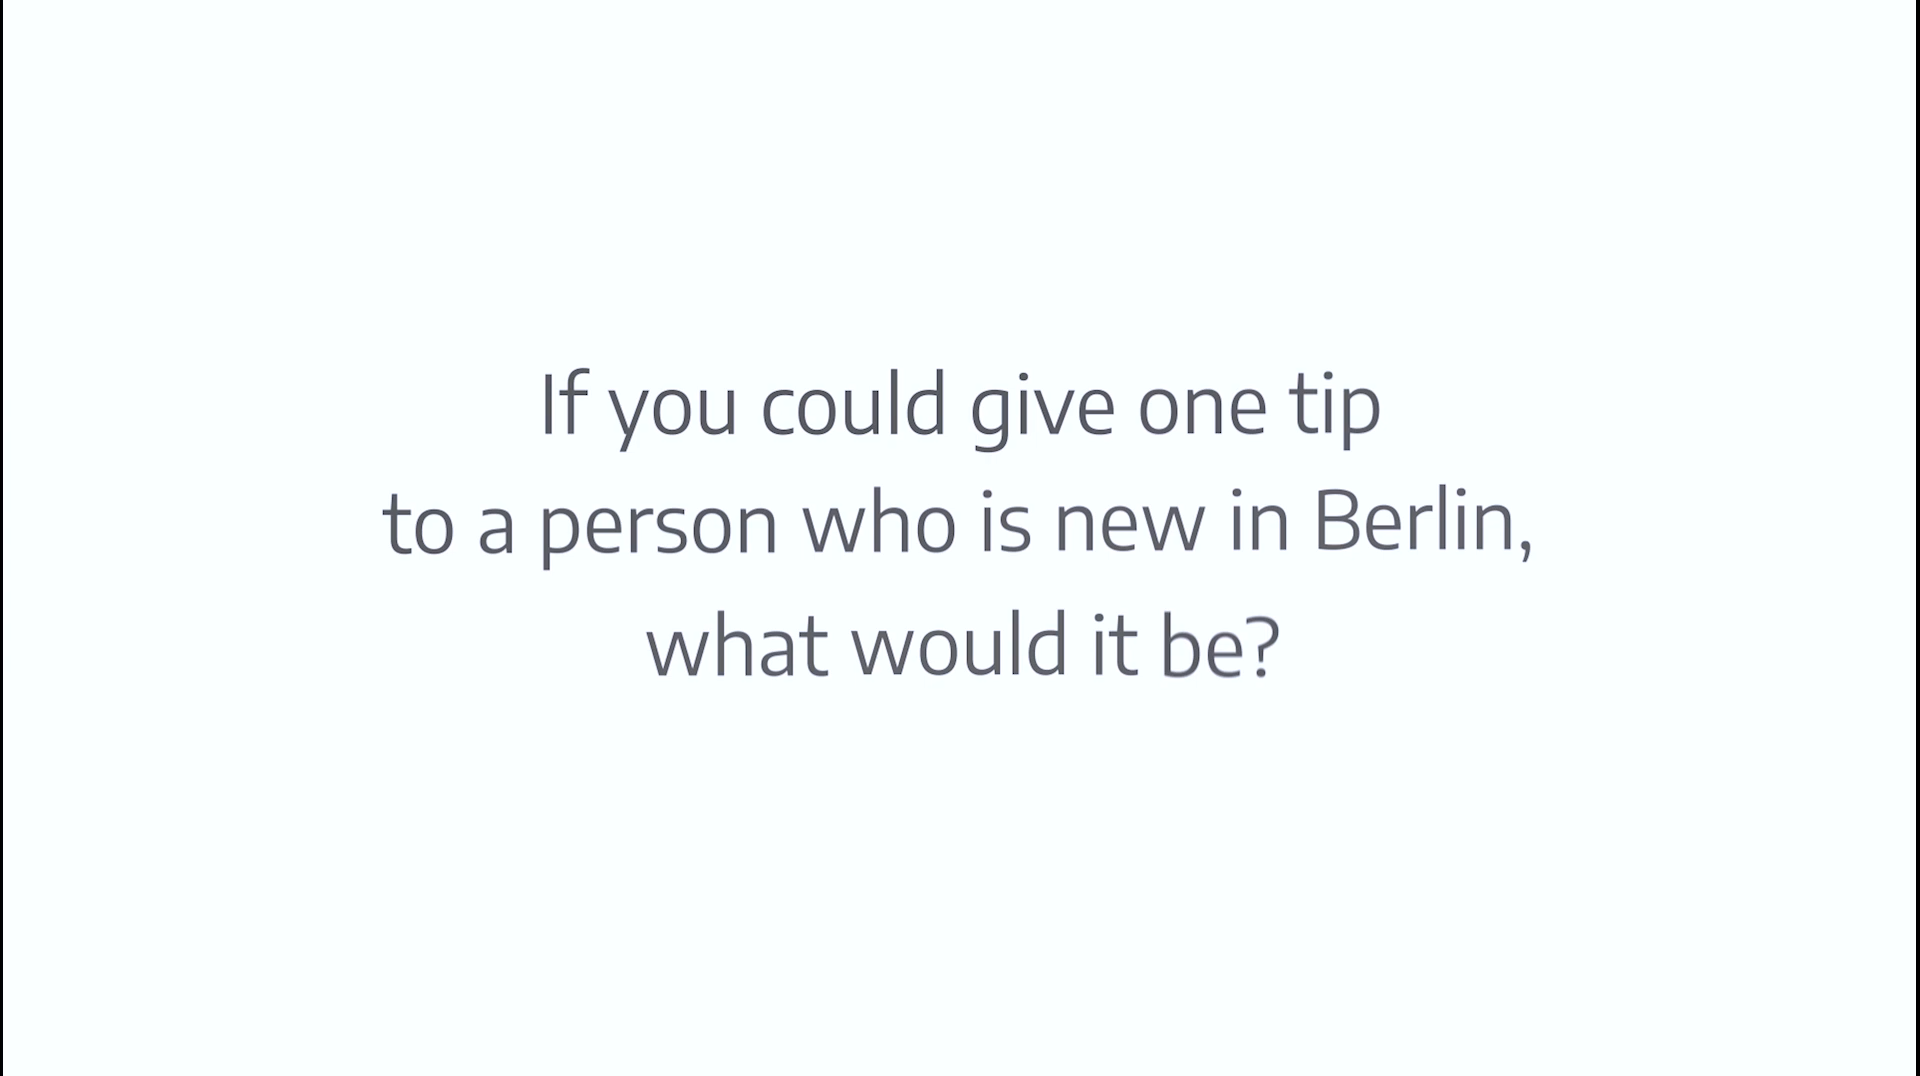 If you could give one tip
to a person who is new in Berlin,
what would it be?